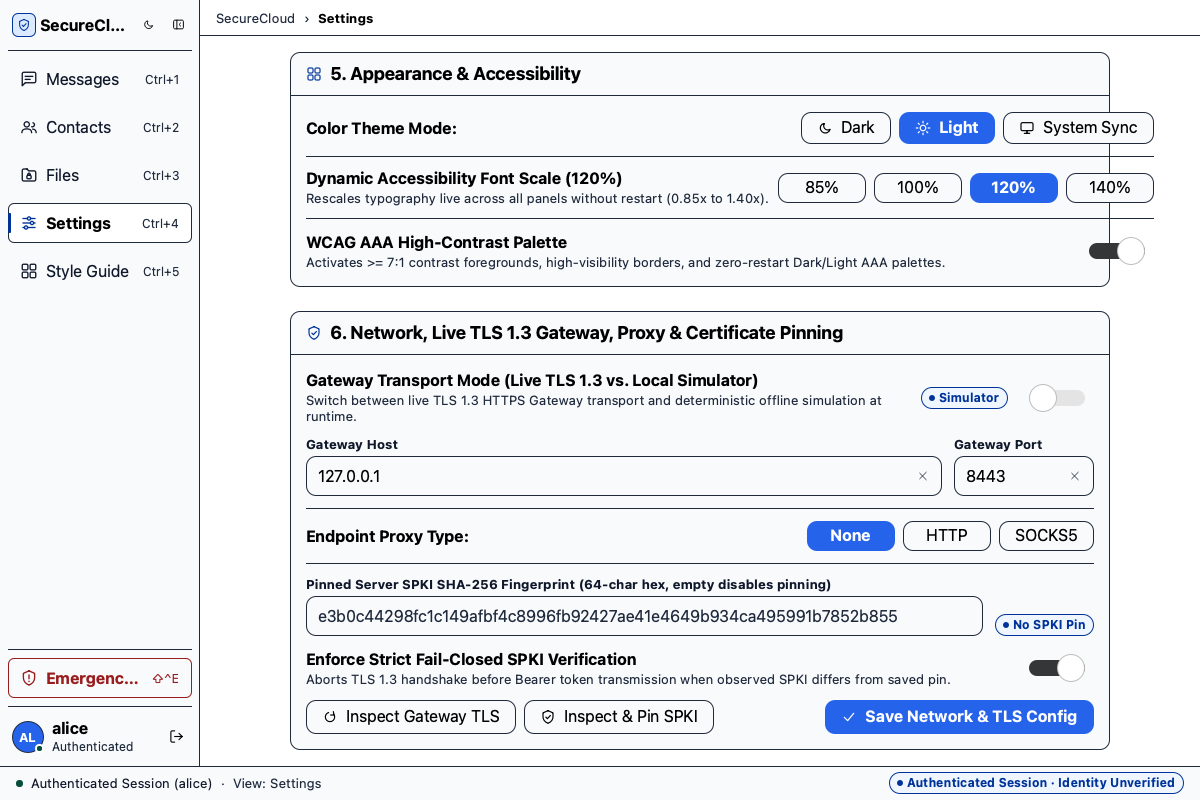 SecureCl...
SecureCloud › Settings
Messages Ctrl+1
Contacts Ctrl+2
Files Ctrl+3
Settings Ctrl+4
Style Guide Ctrl+5
Emergenc... ⇧^E
AL
alice
Authenticated
5. Appearance & Accessibility
Color Theme Mode:
Dark
Light
System Sync
Dynamic Accessibility Font Scale (120%)
Rescales typography live across all panels without restart (0.85x to 1.40x).
85%
100%
120%
140%
WCAG AAA High-Contrast Palette
Activates >= 7:1 contrast foregrounds, high-visibility borders, and zero-restart Dark/Light AAA palettes.
6. Network, Live TLS 1.3 Gateway, Proxy & Certificate Pinning
Gateway Transport Mode (Live TLS 1.3 vs. Local Simulator)
Switch between live TLS 1.3 HTTPS Gateway transport and deterministic offline simulation at
runtime.
Simulator
Gateway Host
127.0.0.1
Gateway Port
8443
Endpoint Proxy Type:
None
HTTP
SOCKS5
Pinned Server SPKI SHA-256 Fingerprint (64-char hex, empty disables pinning)
e3b0c44298fc1c149afbf4c8996fb92427ae41e4649b934ca495991b7852b855
No SPKI Pin
Enforce Strict Fail-Closed SPKI Verification
Aborts TLS 1.3 handshake before Bearer token transmission when observed SPKI differs from saved pin.
Inspect Gateway TLS
Inspect & Pin SPKI
Save Network & TLS Config
Authenticated Session (alice) · View: Settings
Authenticated Session · Identity Unverified